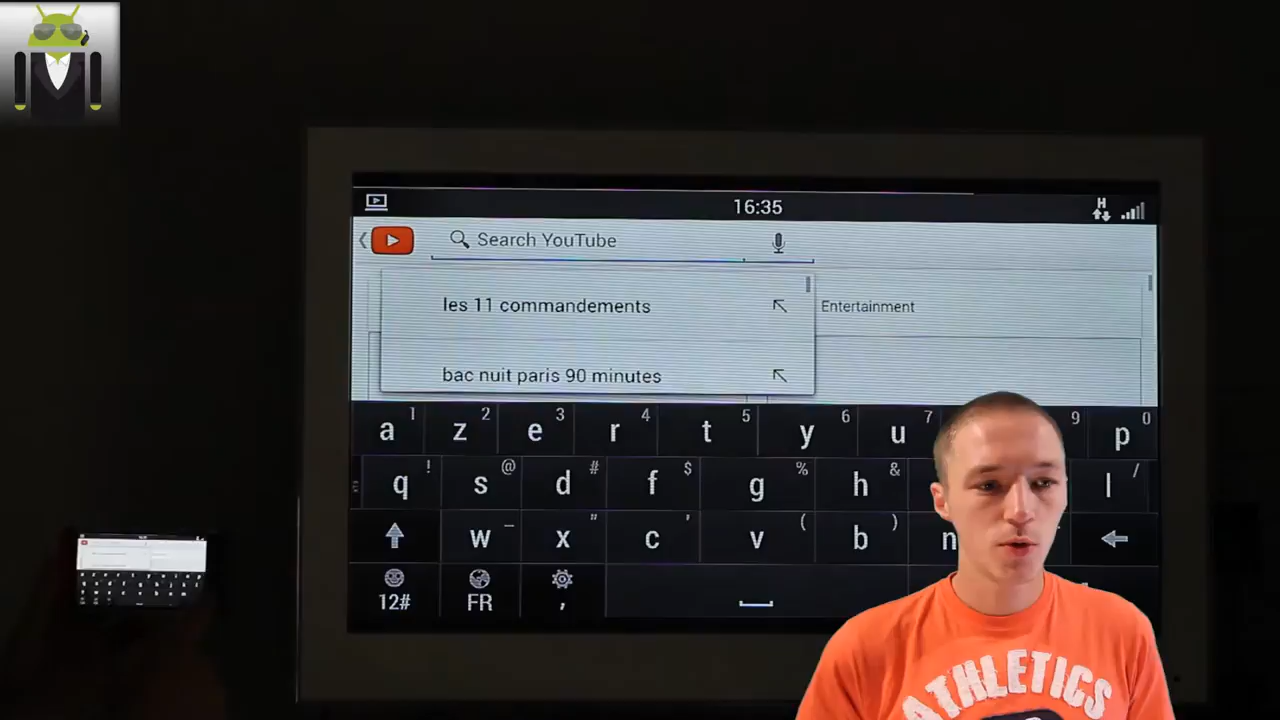 16:35
H
Search YouTube
les 11 commandements
Entertainment
bac nuit paris 90 minutes
1 2 3 4 5 6 7 9 0
a z e r t y u p
! @ # $ % & /
q s d f g h l
_ " ' ( )
w x c v b n
12# FR ,
ATHLETICS